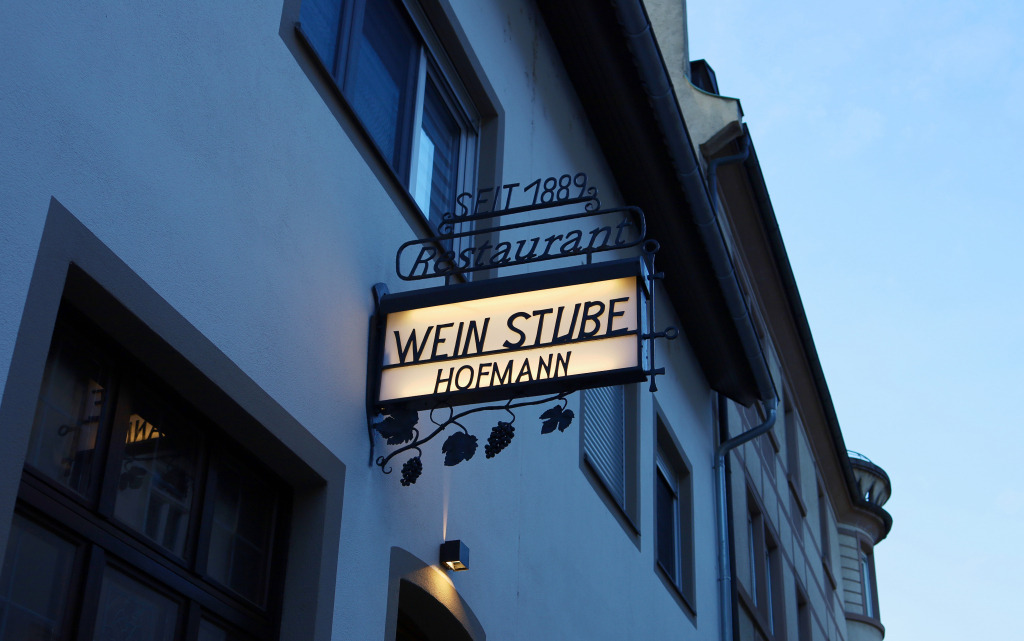 SEIT 1889
Restaurant
WEIN STUBE
HOFMANN